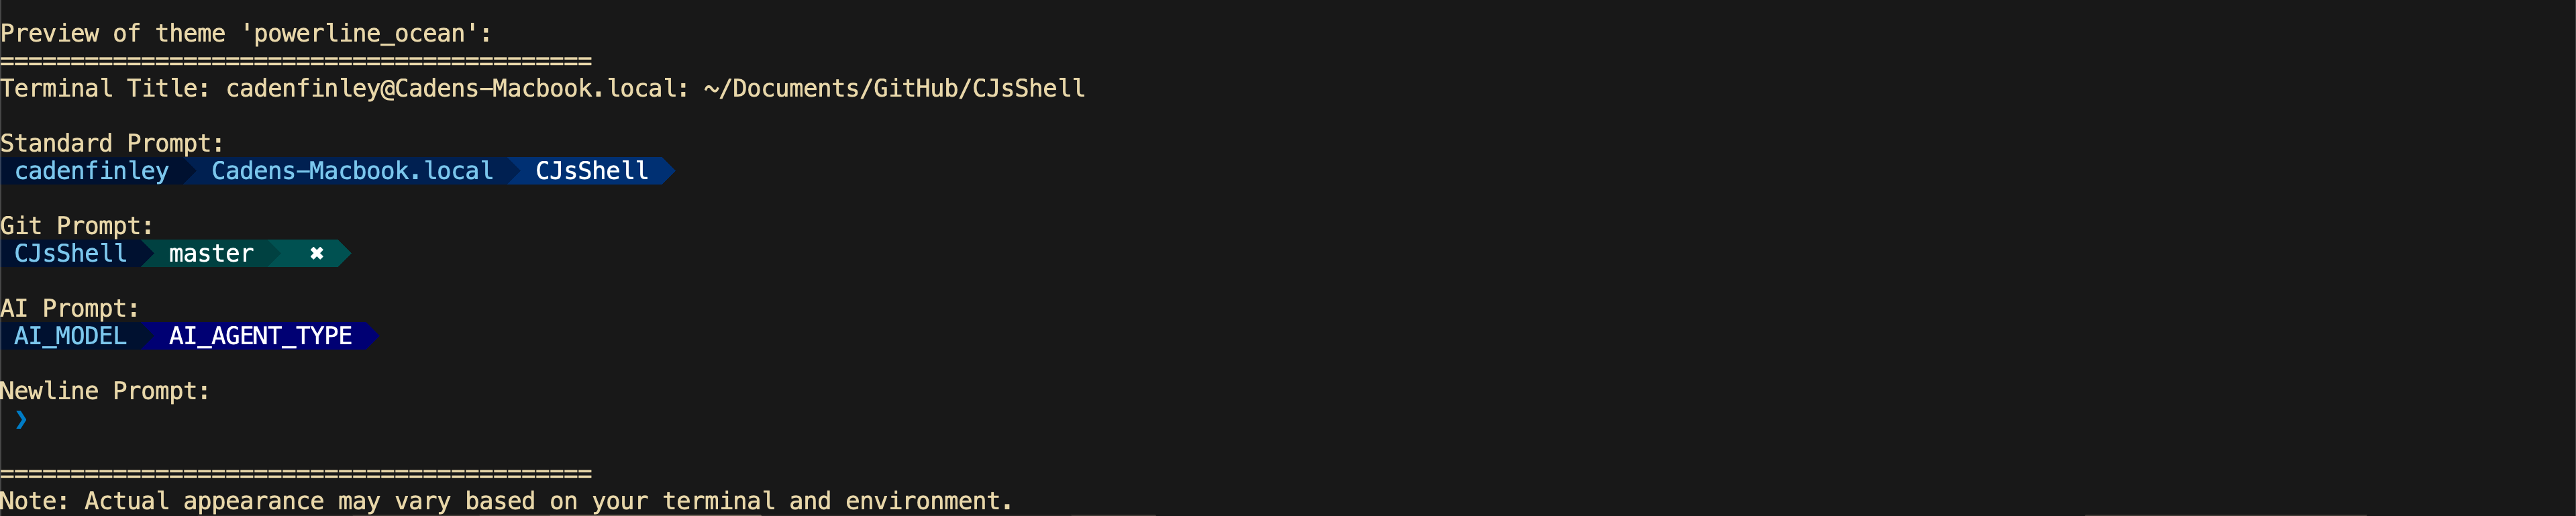 Preview of theme 'powerline_ocean':
==========================================
Terminal Title: cadenfinley@Cadens-Macbook.local: ~/Documents/GitHub/CJsShell
Standard Prompt:
cadenfinley Cadens-Macbook.local CJsShell
Git Prompt:
CJsShell master ✖
AI Prompt:
AI_MODEL AI_AGENT_TYPE
Newline Prompt:
❯
==========================================
Note: Actual appearance may vary based on your terminal and environment.